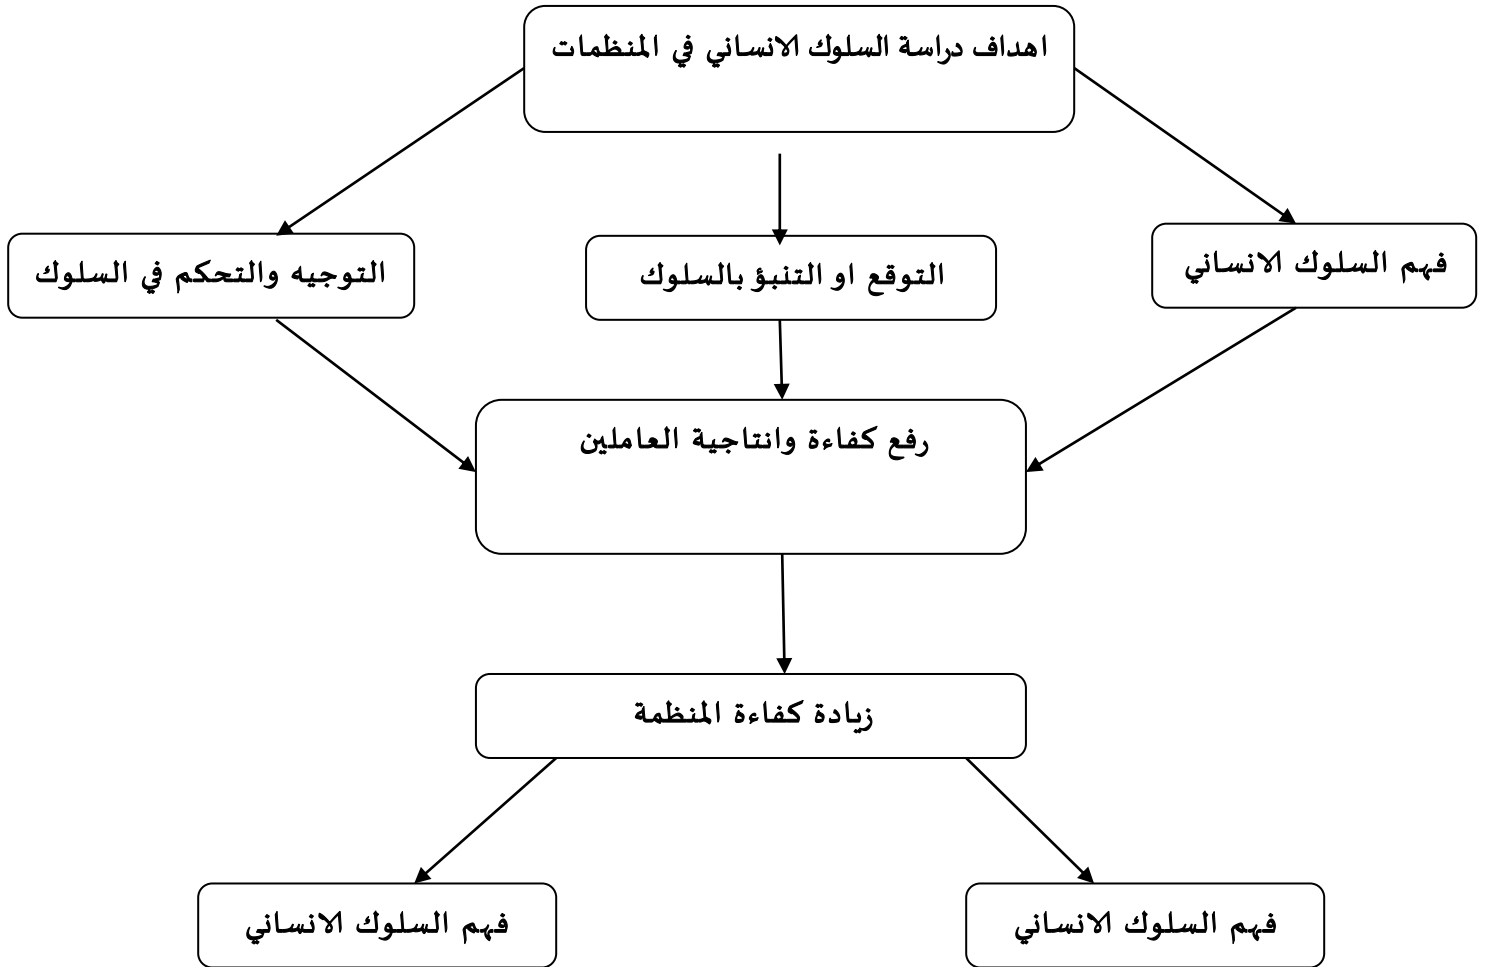 اهداف دراسة السلوك الانساني في المنظمات
فهم السلوك الانساني
التوقع او التنبؤ بالسلوك
التوجيه والتحكم في السلوك
رفع كفاءة وانتاجية العاملين
زيادة كفاءة المنظمة
فهم السلوك الانساني
فهم السلوك الانساني